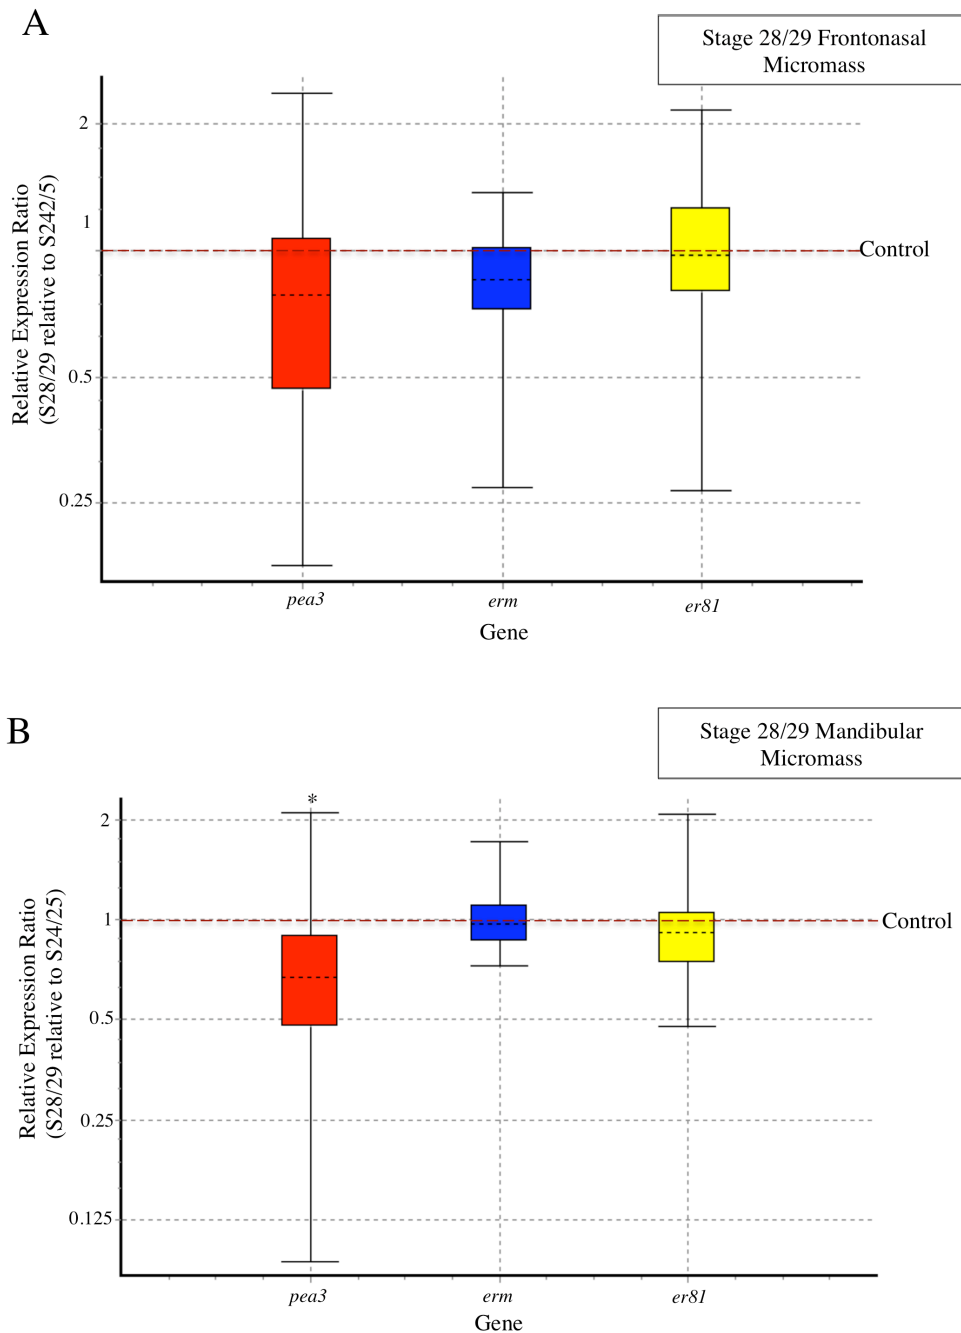 A
Stage 28/29 Frontonasal
Micromass
Relative Expression Ratio
(S28/29 relative to S242/5)
2
1
0.5
0.25
Control
pea3
erm
er81
Gene
B
Stage 28/29 Mandibular
Micromass
Relative Expression Ratio
(S28/29 relative to S24/25)
*
2
1
0.5
0.25
0.125
Control
pea3
erm
er81
Gene